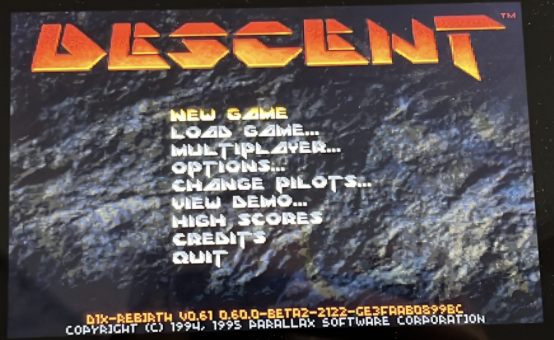 DESCENT™
NEW GAME
LOAD GAME...
MULTIPLAYER...
OPTIONS...
CHANGE PILOTS...
VIEW DEMO...
HIGH SCORES
CREDITS
QUIT
D1X-REBIRTH V0.61 0.60.0-BETA2-2122-GE3FAAB0899BC
COPYRIGHT (C) 1994, 1995 PARALLAX SOFTWARE CORPORATION